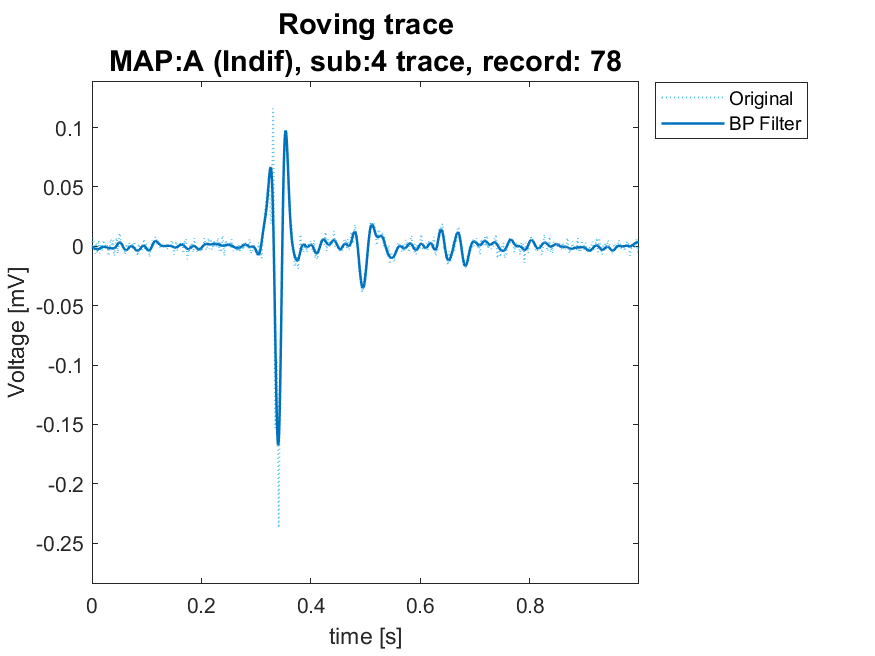 Roving trace
MAP:A (Indif), sub:4 trace, record: 78
Original
BP Filter
0.1
0.05
0
-0.05
-0.1
-0.15
-0.2
-0.25
Voltage [mV]
0
0.2
0.4
0.6
0.8
time [s]